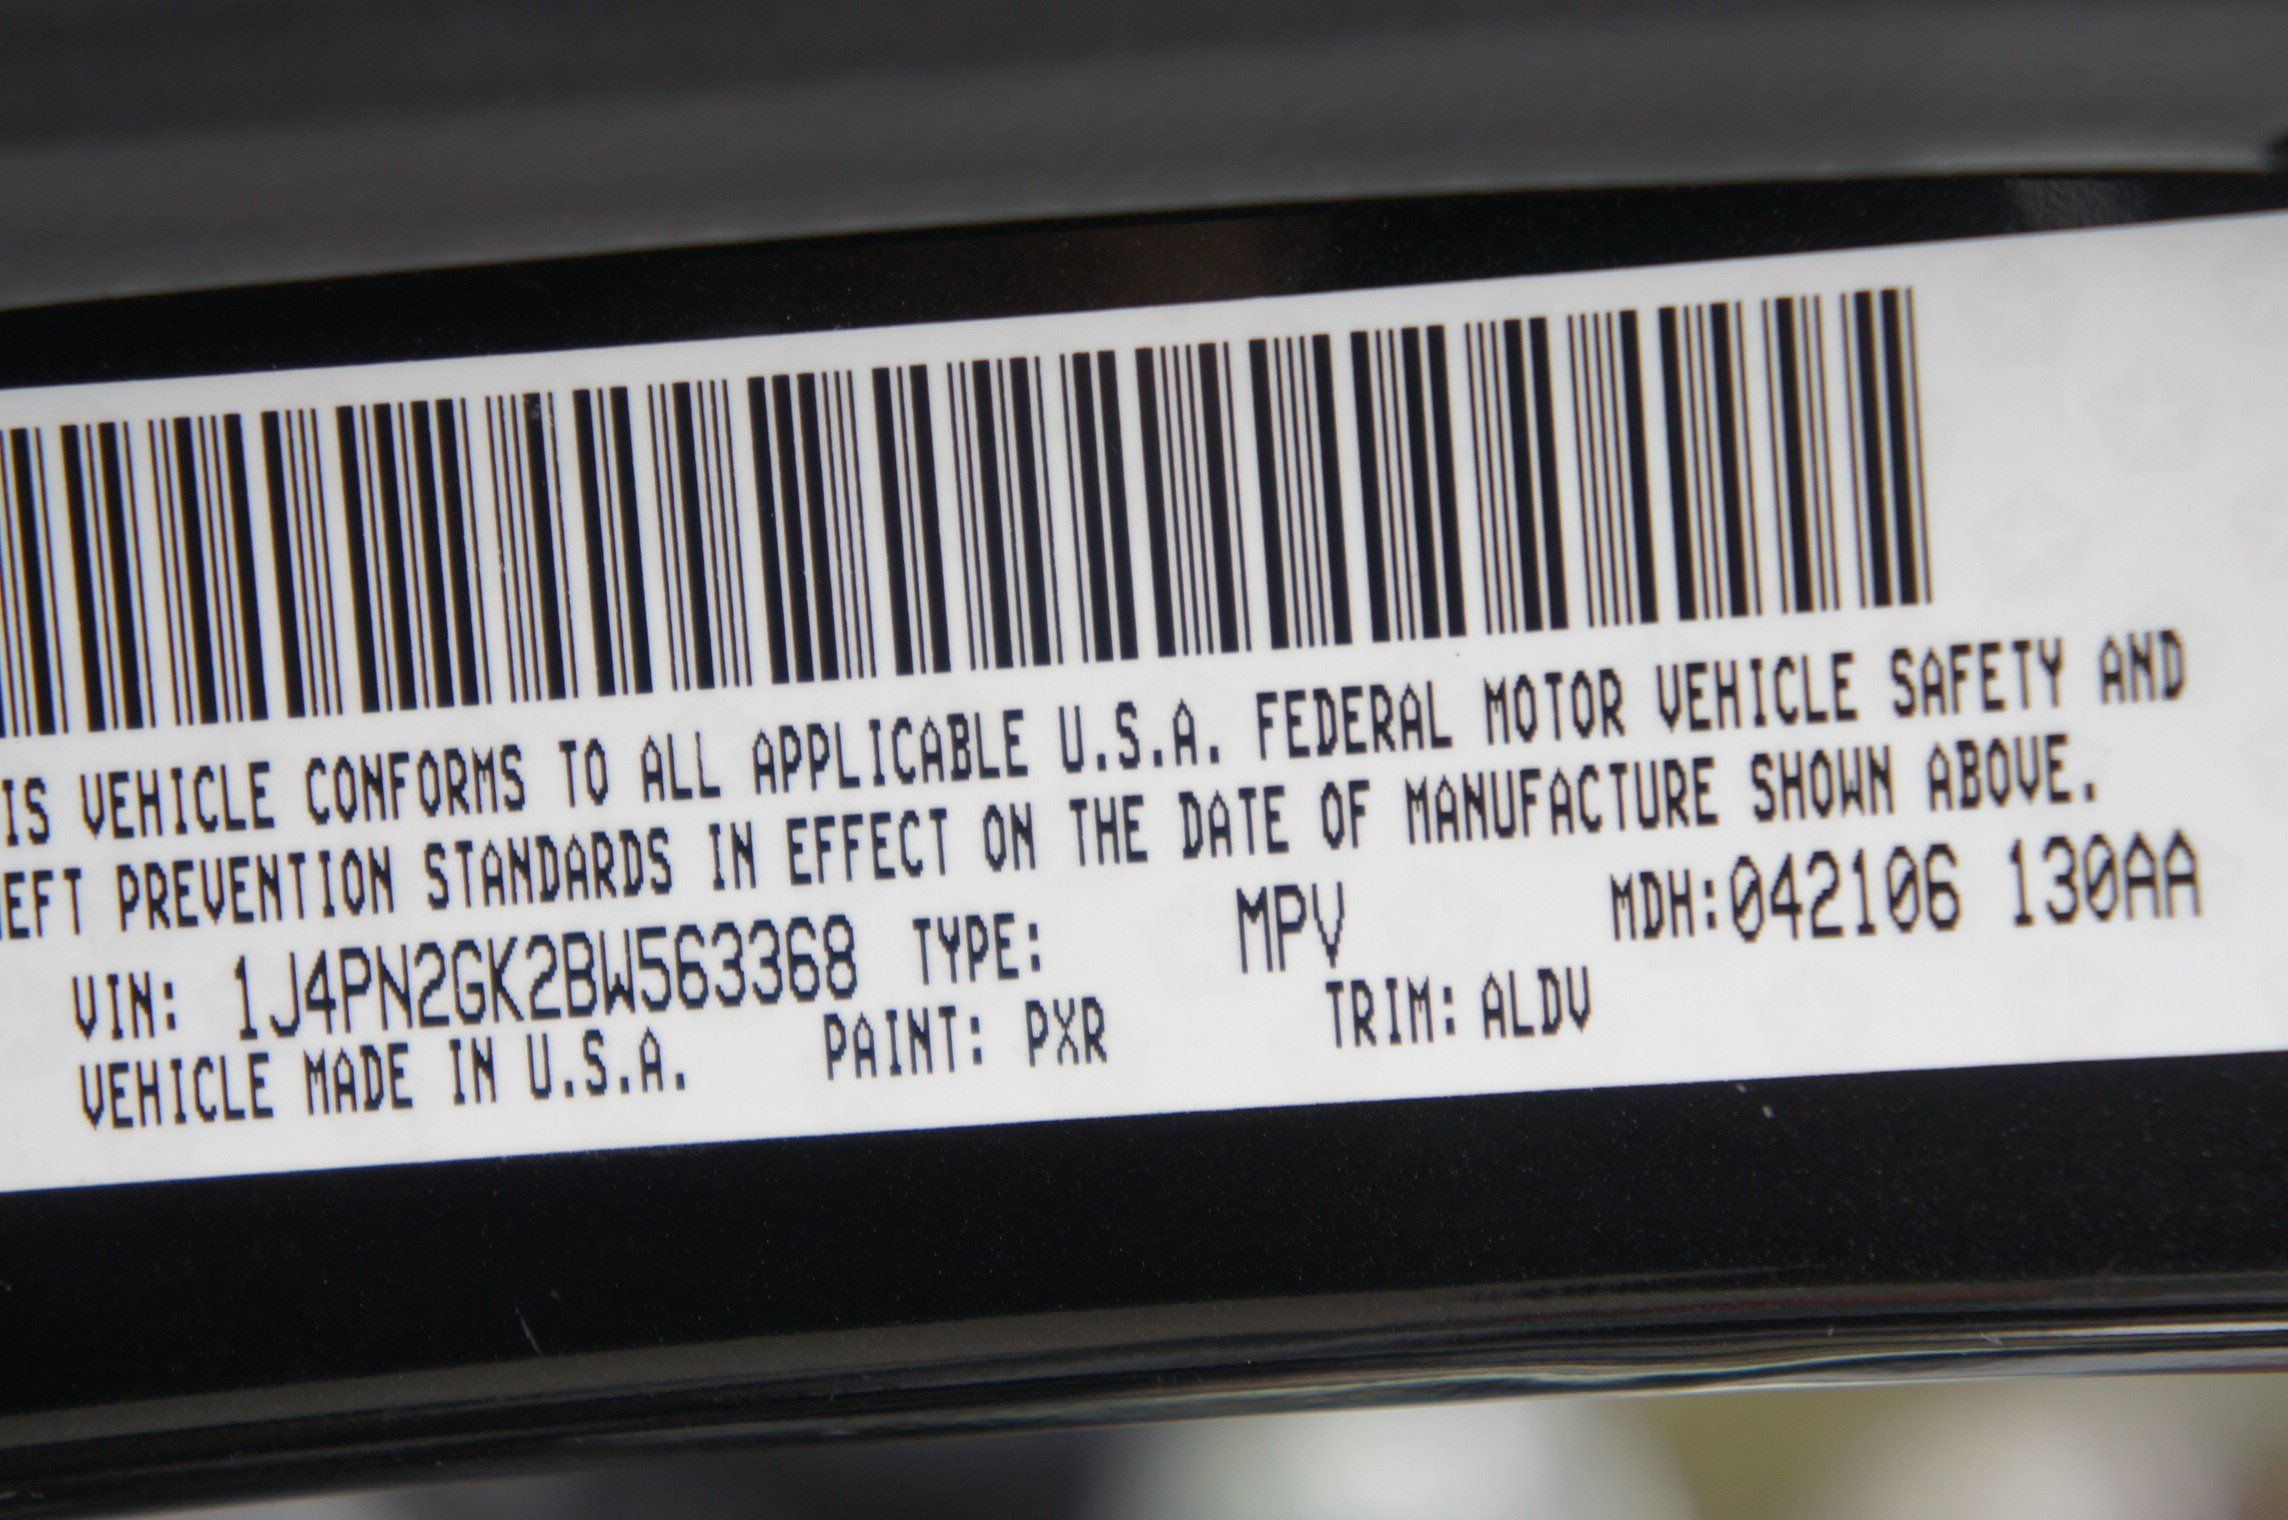 IS VEHICLE CONFORMS TO ALL APPLICABLE U.S.A. FEDERAL MOTOR VEHICLE SAFETY AND
EFT PREVENTION STANDARDS IN EFFECT ON THE DATE OF MANUFACTURE SHOWN ABOVE.
VIN: 1J4PN2GK2BW563368 TYPE: MPV MDH:042106 130AA
VEHICLE MADE IN U.S.A. PAINT: PXR TRIM: ALDV